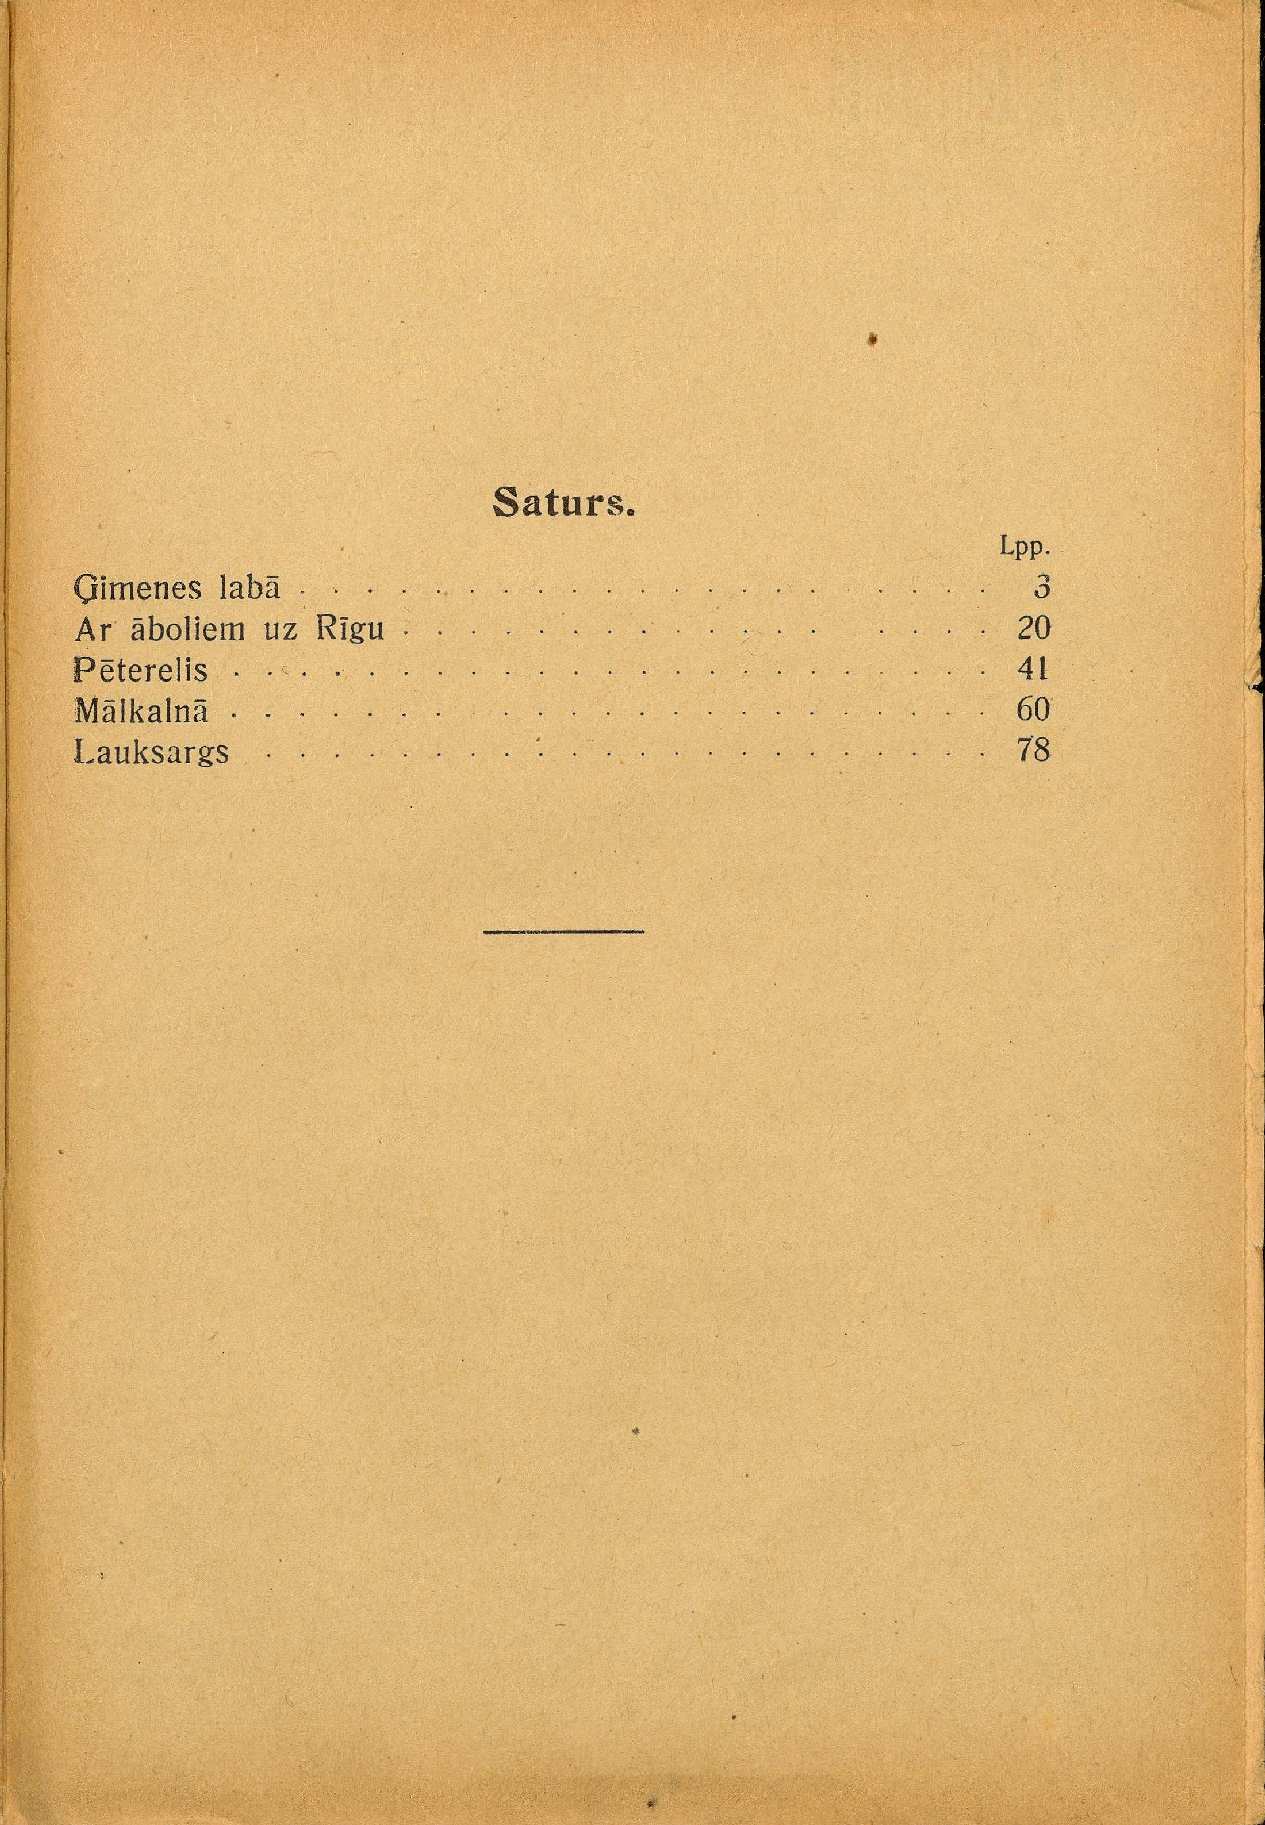 Saturs.
Lpp.
Ģimenes labā . . . . . . . . . . . . . . . . . . . . . 3
Ar āboliem uz Rīgu . . . . . . . . . . . . . . . . . 20
Pēterelis . . . . . . . . . . . . . . . . . . . . . . . 41
Mālkalnā . . . . . . . . . . . . . . . . . . . . . . 60
Lauksargs . . . . . . . . . . . . . . . . . . . . . . 78